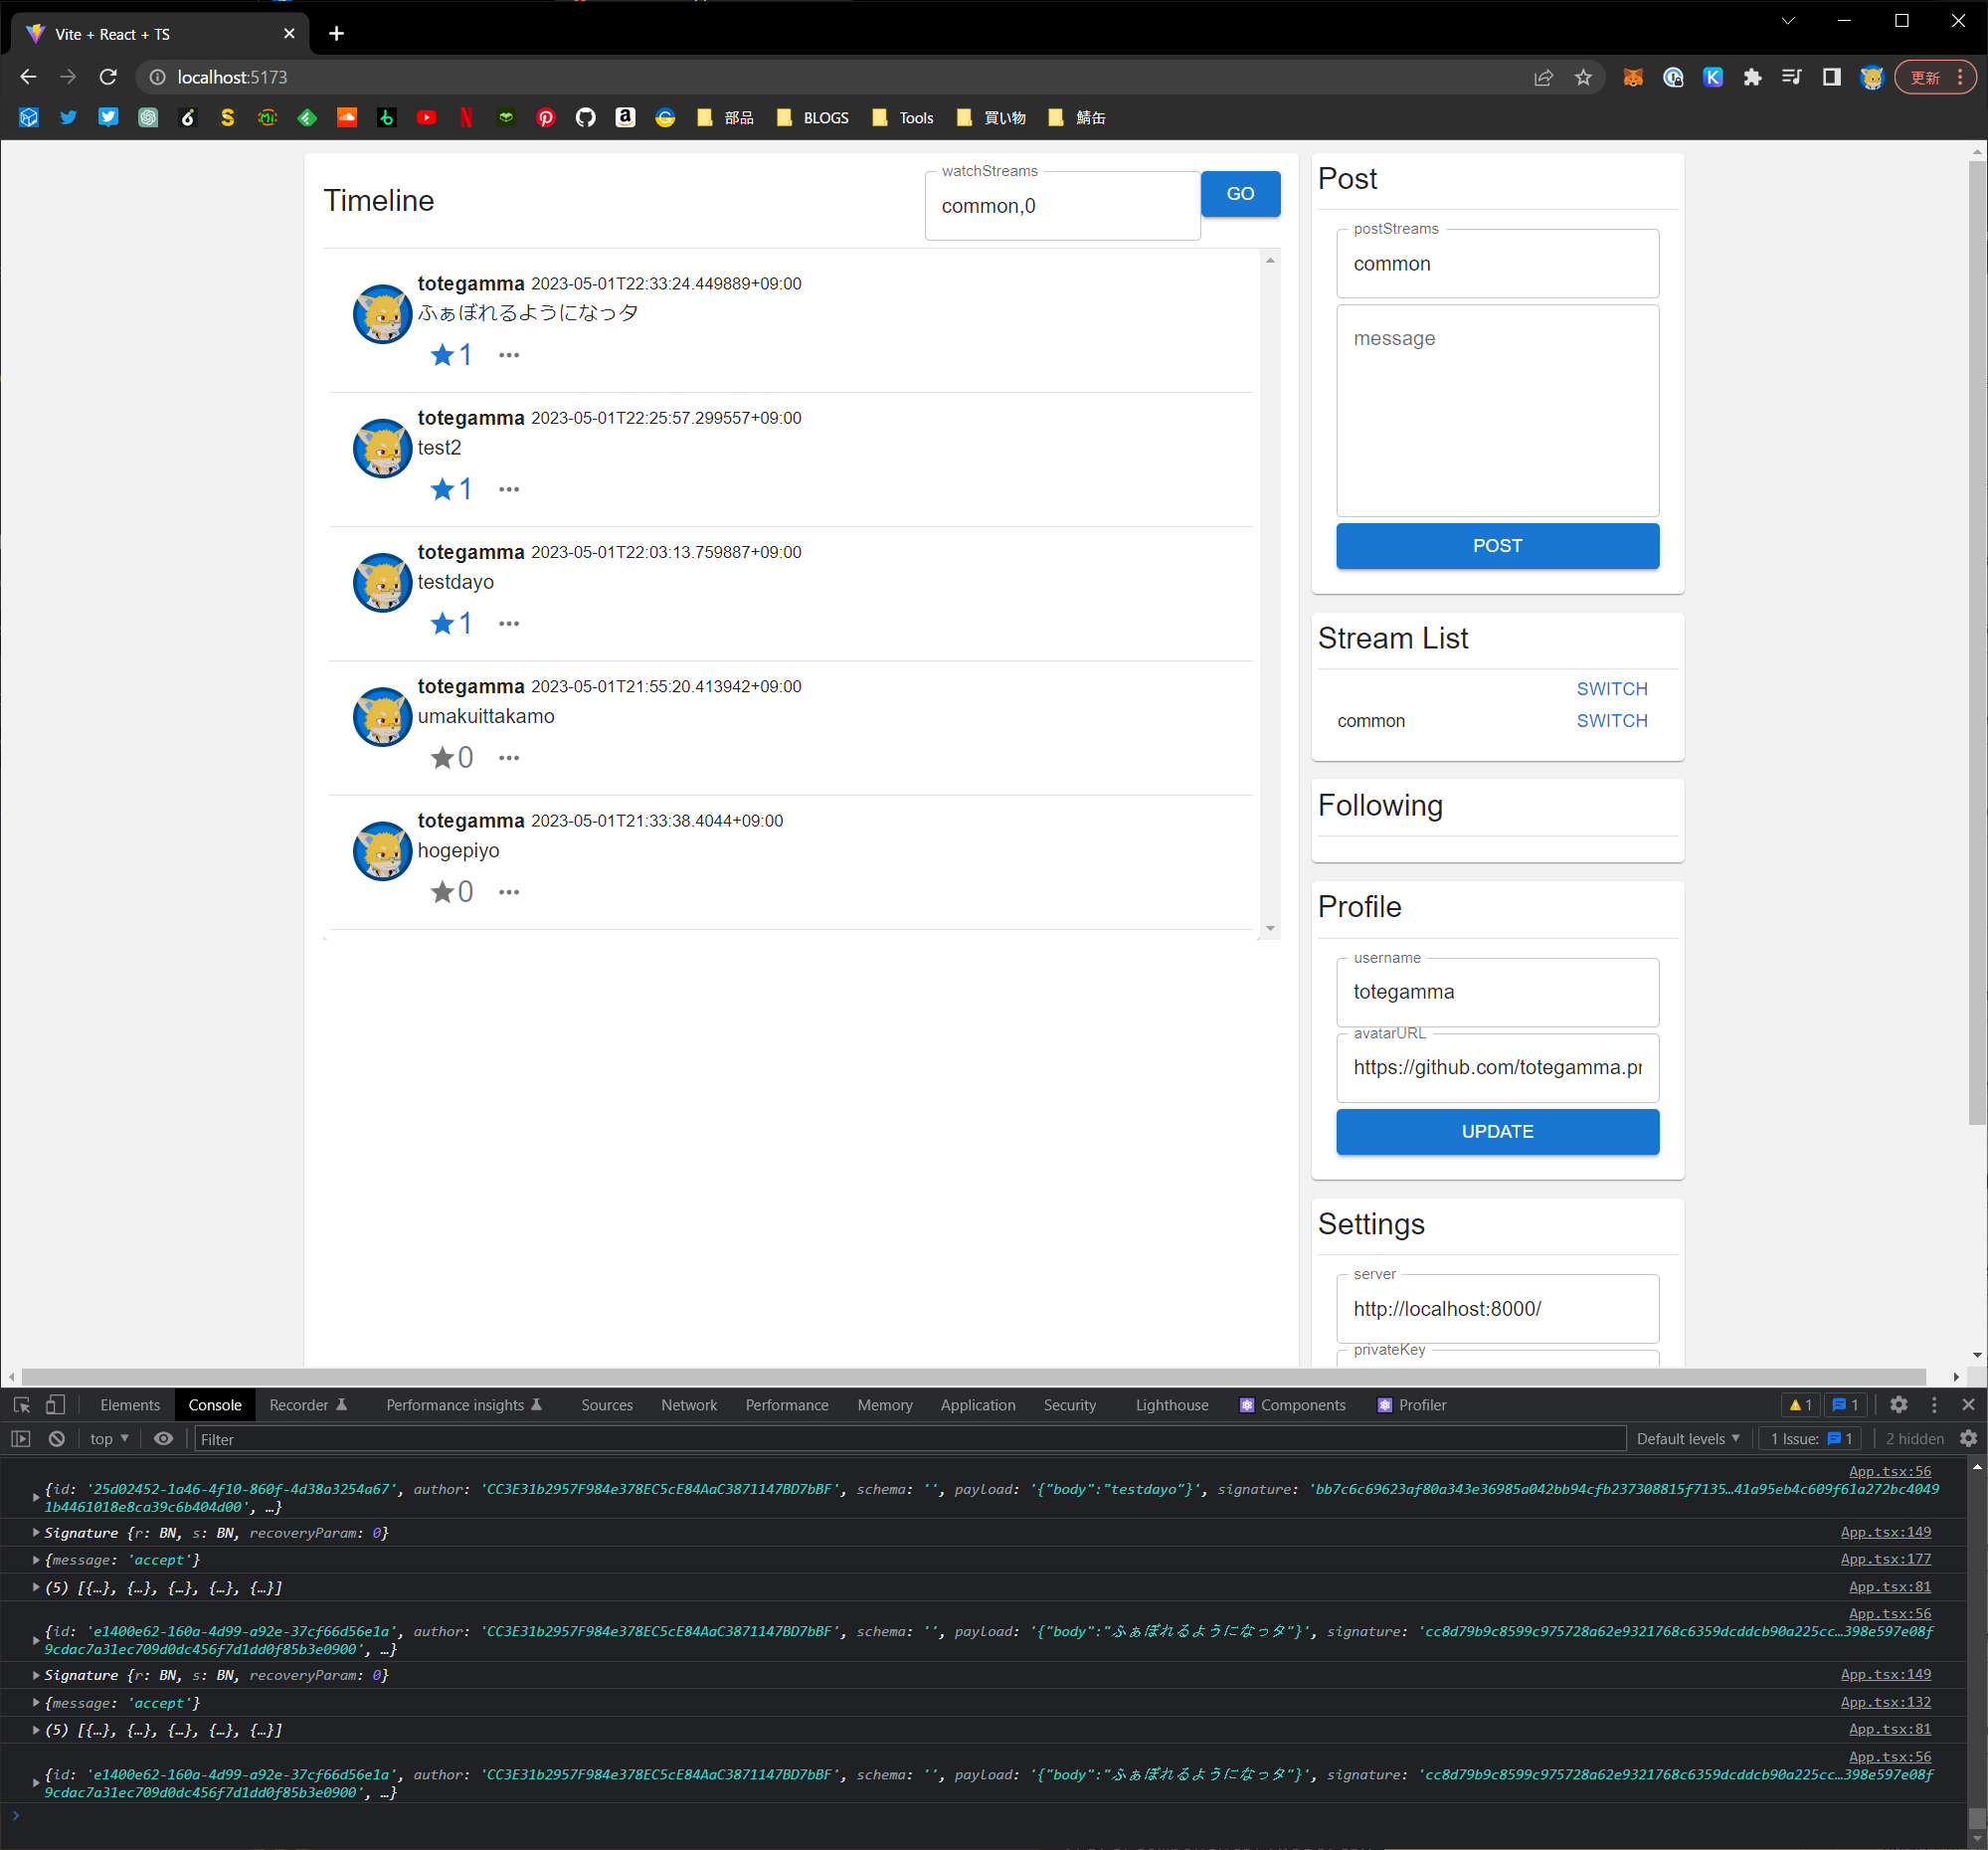 Vite + React + TS
localhost:5173
更新
部品
BLOGS
Tools
買い物
鯖缶
Timeline
watchStreams
common,0
GO
totegamma 2023-05-01T22:33:24.449889+09:00
ふぁぼれるようになっタ
1
totegamma 2023-05-01T22:25:57.299557+09:00
test2
1
totegamma 2023-05-01T22:03:13.759887+09:00
testdayo
1
totegamma 2023-05-01T21:55:20.413942+09:00
umakuittakamo
0
totegamma 2023-05-01T21:33:38.4044+09:00
hogepiyo
0
Post
postStreams
common
message
POST
Stream List
SWITCH
common SWITCH
Following
Profile
username
totegamma
avatarURL
https://github.com/totegamma.pr
UPDATE
Settings
server
http://localhost:8000/
privateKey
Elements Console Recorder Performance insights Sources Network Performance Memory Application Security Lighthouse Components Profiler 1 1
top Filter Default levels 1 Issue: 1 2 hidden
App.tsx:56
{id: '25d02452-1a46-4f10-860f-4d38a3254a67', author: 'CC3E31b2957F984e378EC5cE84AaC3871147BD7bBF', schema: '', payload: '{"body":"testdayo"}', signature: 'bb7c6c69623af80a343e36985a042bb94cfb237308815f7135…41a95eb4c609f61a272bc4049
1b4461018e8ca39c6b404d00', …}
Signature {r: BN, s: BN, recoveryParam: 0} App.tsx:149
{message: 'accept'} App.tsx:177
(5) [{…}, {…}, {…}, {…}, {…}] App.tsx:81
App.tsx:56
{id: 'e1400e62-160a-4d99-a92e-37cf66d56e1a', author: 'CC3E31b2957F984e378EC5cE84AaC3871147BD7bBF', schema: '', payload: '{"body":"ふぁぼれるようになっタ"}', signature: 'cc8d79b9c8599c975728a62e9321768c6359dcddcb90a225cc…398e597e08f
9cdac7a31ec709d0dc456f7d1dd0f85b3e0900', …}
Signature {r: BN, s: BN, recoveryParam: 0} App.tsx:149
{message: 'accept'} App.tsx:132
(5) [{…}, {…}, {…}, {…}, {…}] App.tsx:81
App.tsx:56
{id: 'e1400e62-160a-4d99-a92e-37cf66d56e1a', author: 'CC3E31b2957F984e378EC5cE84AaC3871147BD7bBF', schema: '', payload: '{"body":"ふぁぼれるようになっタ"}', signature: 'cc8d79b9c8599c975728a62e9321768c6359dcddcb90a225cc…398e597e08f
9cdac7a31ec709d0dc456f7d1dd0f85b3e0900', …}